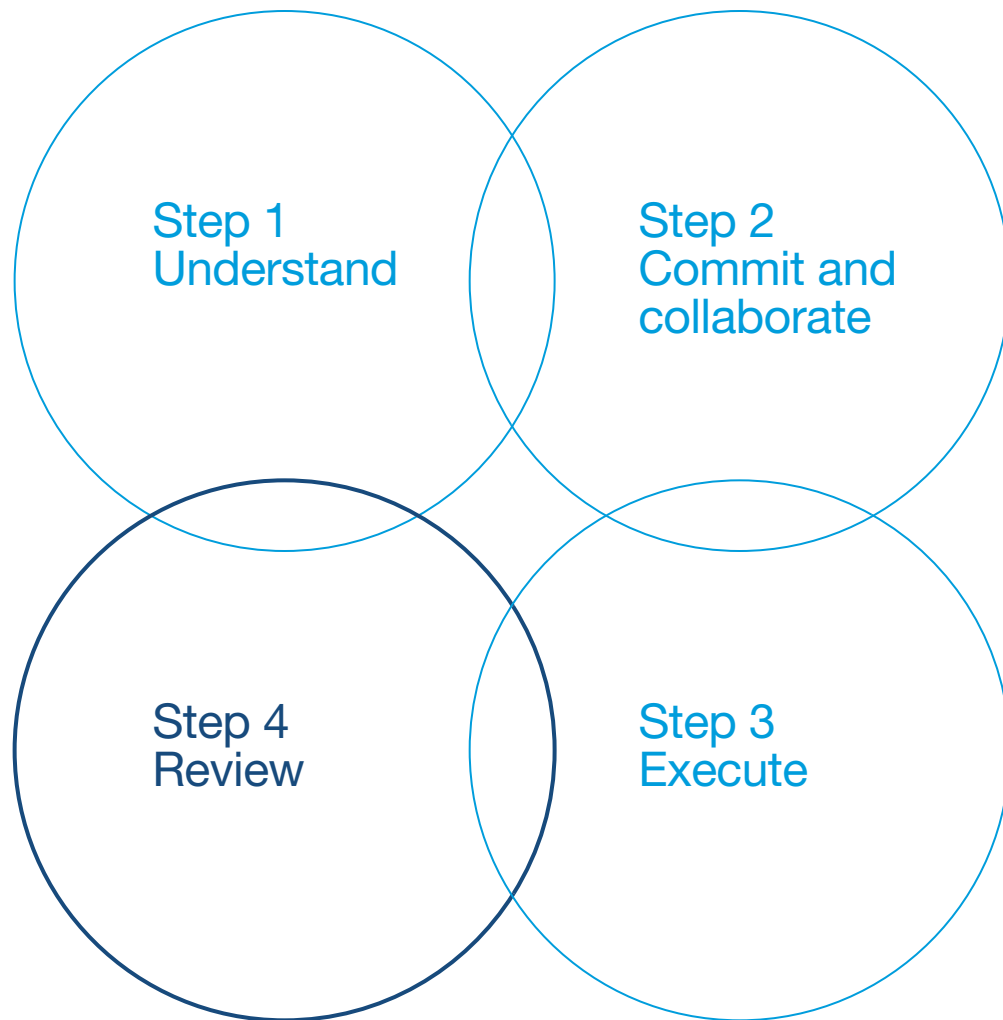 Step 1
Understand
Step 2
Commit and
collaborate
Step 4
Review
Step 3
Execute